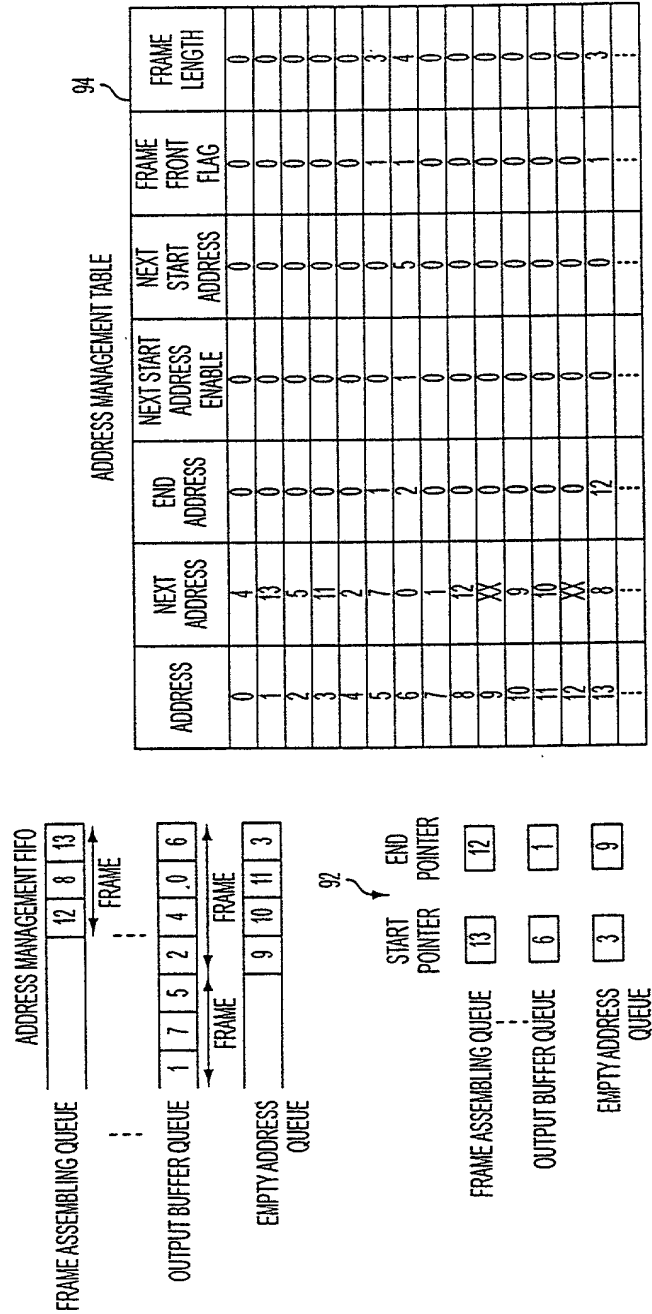 ADDRESS MANAGEMENT FIFO
FRAME ASSEMBLING QUEUE
12 8 13
FRAME
OUTPUT BUFFER QUEUE
1 7 5 2 4 0 6
FRAME FRAME
EMPTY ADDRESS
QUEUE
9 10 11 3
92
START
POINTER
END
POINTER
FRAME ASSEMBLING QUEUE 13 12
OUTPUT BUFFER QUEUE 6 1
EMPTY ADDRESS
QUEUE
3 9
ADDRESS MANAGEMENT TABLE
94
ADDRESS
NEXT
ADDRESS
END
ADDRESS
NEXT START
ADDRESS
ENABLE
NEXT
START
ADDRESS
FRAME
FRONT
FLAG
FRAME
LENGTH
0 4 0 0 0 0 0
1 13 0 0 0 0 0
2 5 0 0 0 0 0
3 11 0 0 0 0 0
4 2 0 0 0 0 0
5 7 1 0 0 1 3
6 0 2 1 5 1 4
7 1 0 0 0 0 0
8 12 0 0 0 0 0
9 XX 0 0 0 0 0
10 9 0 0 0 0 0
11 10 0 0 0 0 0
12 XX 0 0 0 0 0
13 8 12 0 0 1 3